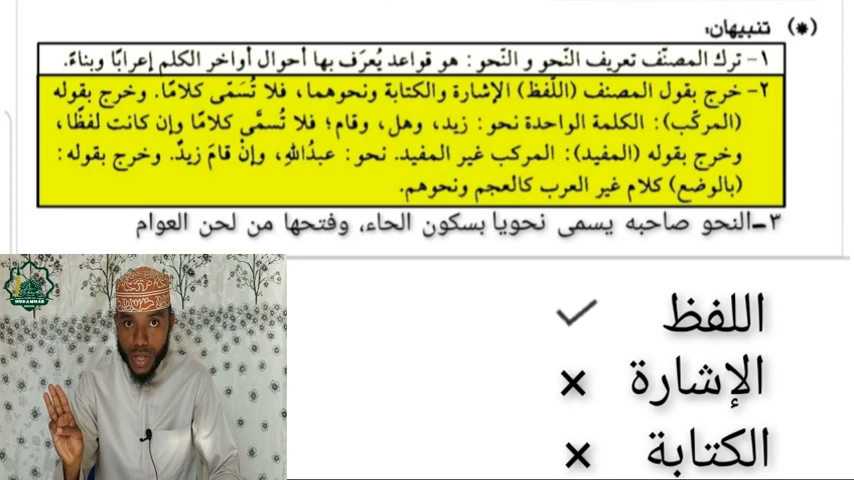 (*) تنبيهان:
١- ترك المصنّف تعريف النّحو و النّحو : هو قواعد يُعرَف بها أحوال أواخر الكلم إعرابًا وبناءً.
٢- خرج بقول المصنف (اللّفظ) الإشارة والكتابة ونحوهما، فلا تُسَمّى كلامًا. وخرج بقوله
(المركّب): الكلمة الواحدة نحو: زيد، وهل، وقام؛ فلا تُسمَّى كلامًا وإن كانت لفظًا،
وخرج بقوله (المفيد): المركب غير المفيد. نحو: عبدُاللهِ، وإنْ قامَ زيدٌ. وخرج بقوله:
(بالوضع) كلام غير العرب كالعجم ونحوهم.
٣-النحو صاحبه يسمى نحويا بسكون الحاء، وفتحها من لحن العوام
اللفظ ✓
الإشارة ×
الكتابة ×
MUHAMMAD